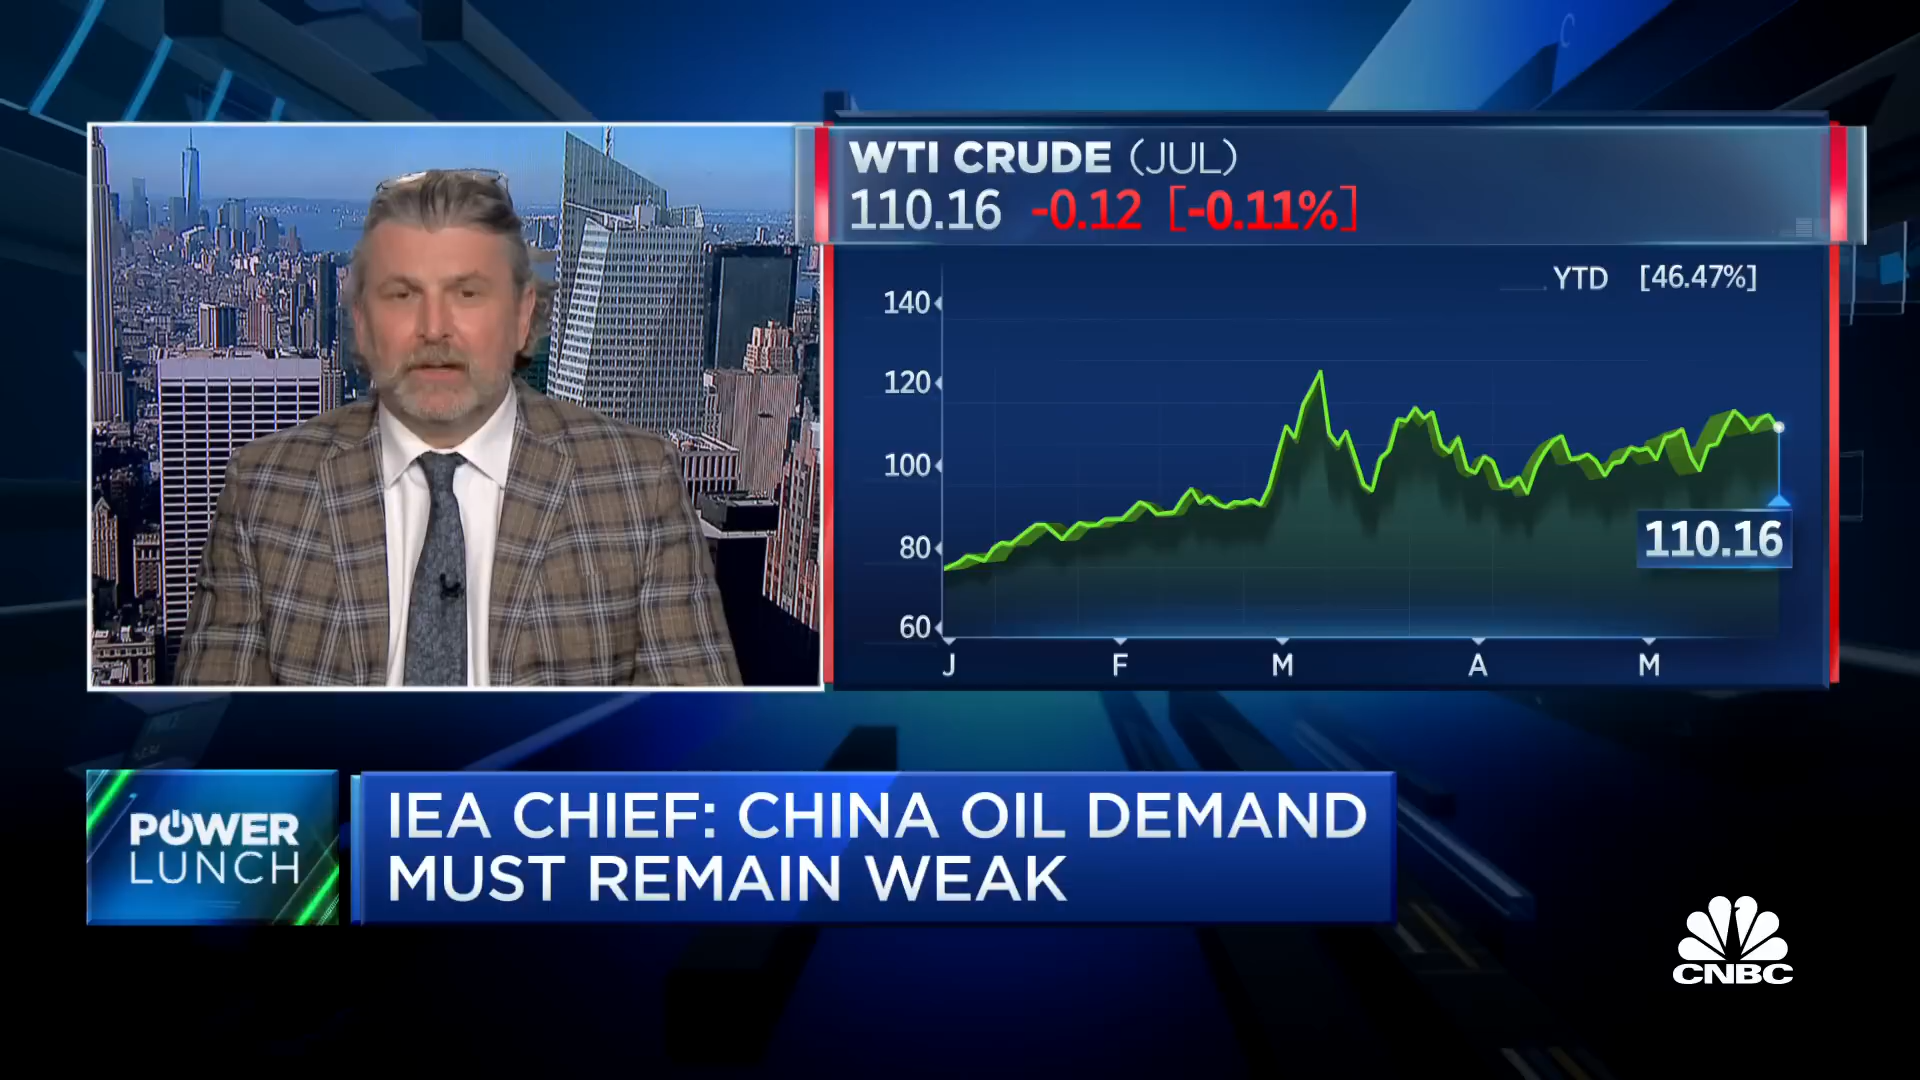 WTI CRUDE (JUL)
110.16 -0.12 [-0.11%]
YTD [46.47%]
140
120
100
80
60
110.16
J F M A M
POWER
LUNCH
IEA CHIEF: CHINA OIL DEMAND
MUST REMAIN WEAK
CNBC